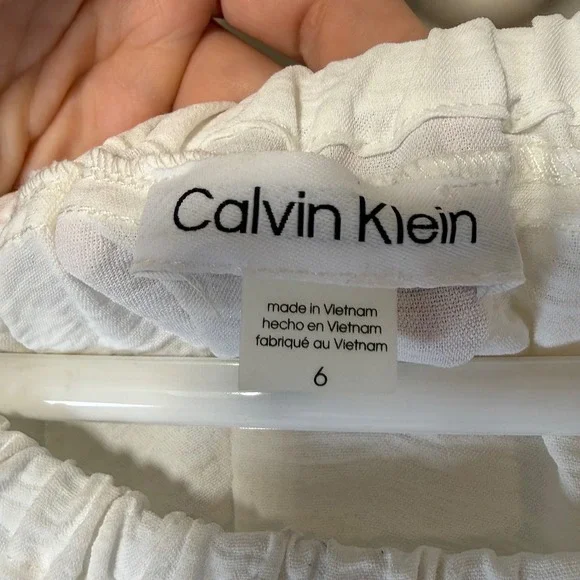 Calvin Klein
made in Vietnam
hecho en Vietnam
fabriqué au Vietnam
6